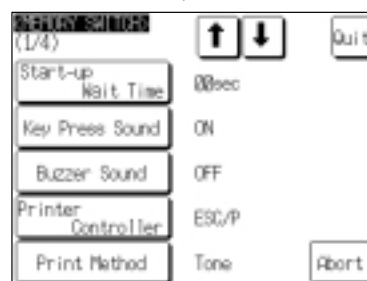 <MEMORY SWITCH>
(1/4)
Quit
Start-up
Wait Time
00sec
Key Press Sound
ON
Buzzer Sound
OFF
Printer
Controller
ESC/P
Print Method
Tone
Abort